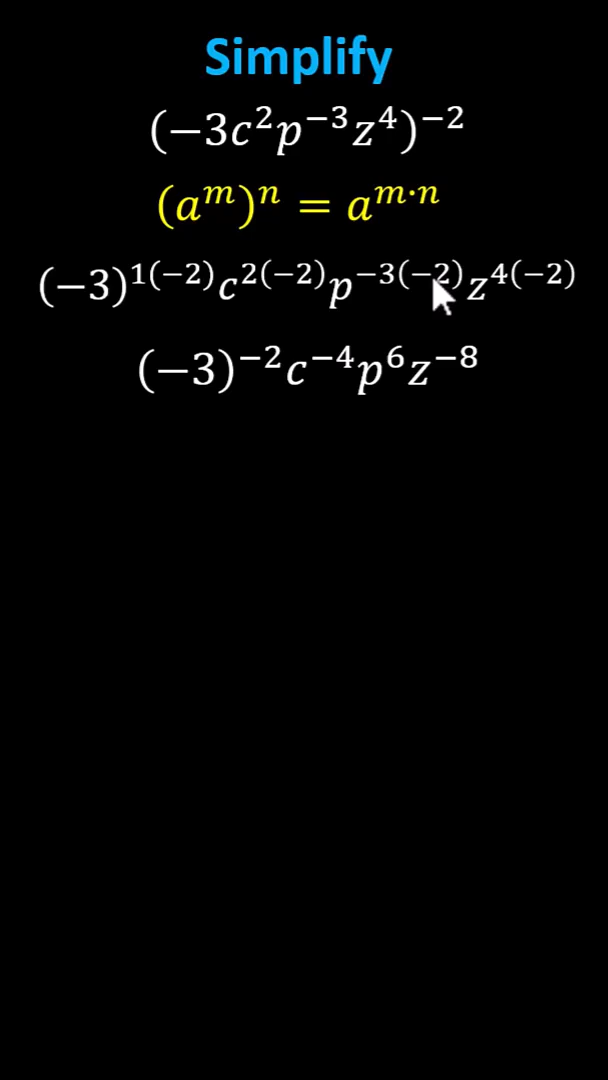 Simplify
(−3c²p⁻³z⁴)⁻²
(aᵐ)ⁿ = aᵐ·ⁿ
(−3)¹⁽⁻²⁾c²⁽⁻²⁾p⁻³⁽⁻²⁾z⁴⁽⁻²⁾
(−3)⁻²c⁻⁴p⁶z⁻⁸